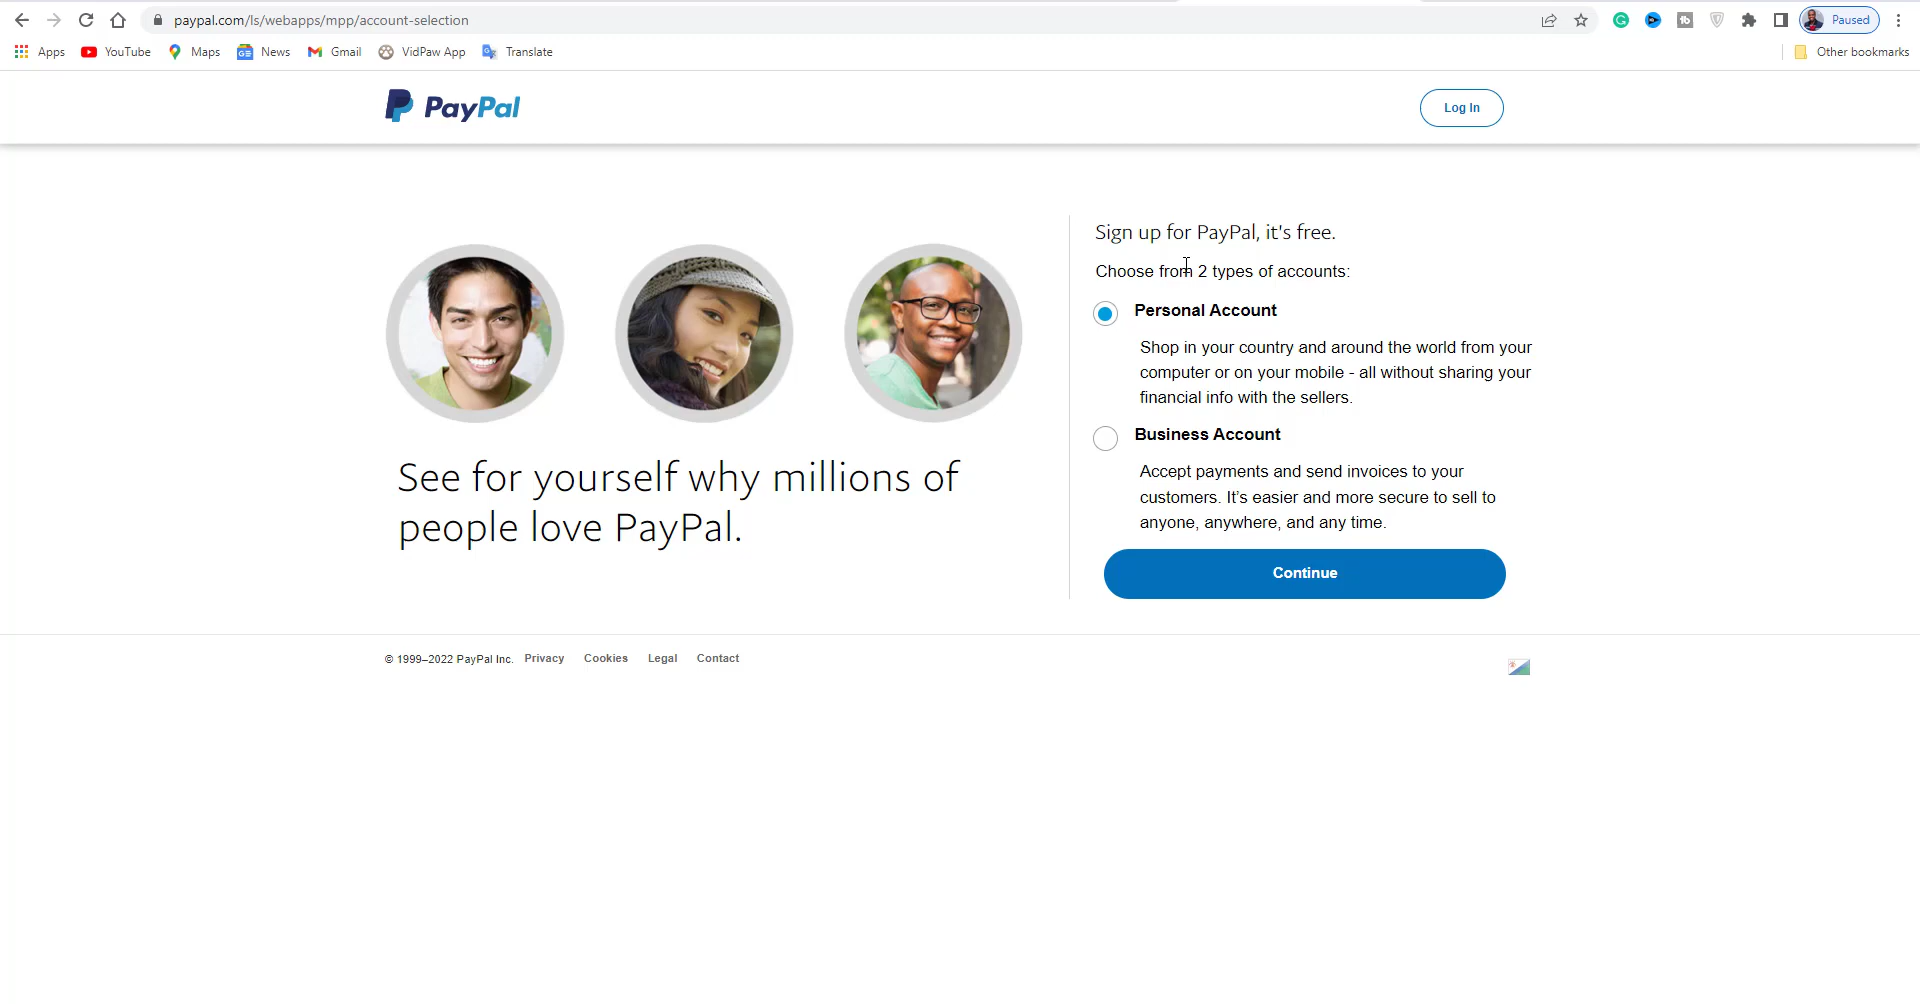 paypal.com/ls/webapps/mpp/account-selection
Paused
Apps YouTube Maps News Gmail VidPaw App Translate Other bookmarks
PayPal
Log In
Sign up for PayPal, it's free.
Choose from 2 types of accounts:
Personal Account
Shop in your country and around the world from your
computer or on your mobile - all without sharing your
financial info with the sellers.
Business Account
Accept payments and send invoices to your
customers. It's easier and more secure to sell to
anyone, anywhere, and any time.
Continue
See for yourself why millions of
people love PayPal.
© 1999–2022 PayPal Inc. Privacy Cookies Legal Contact